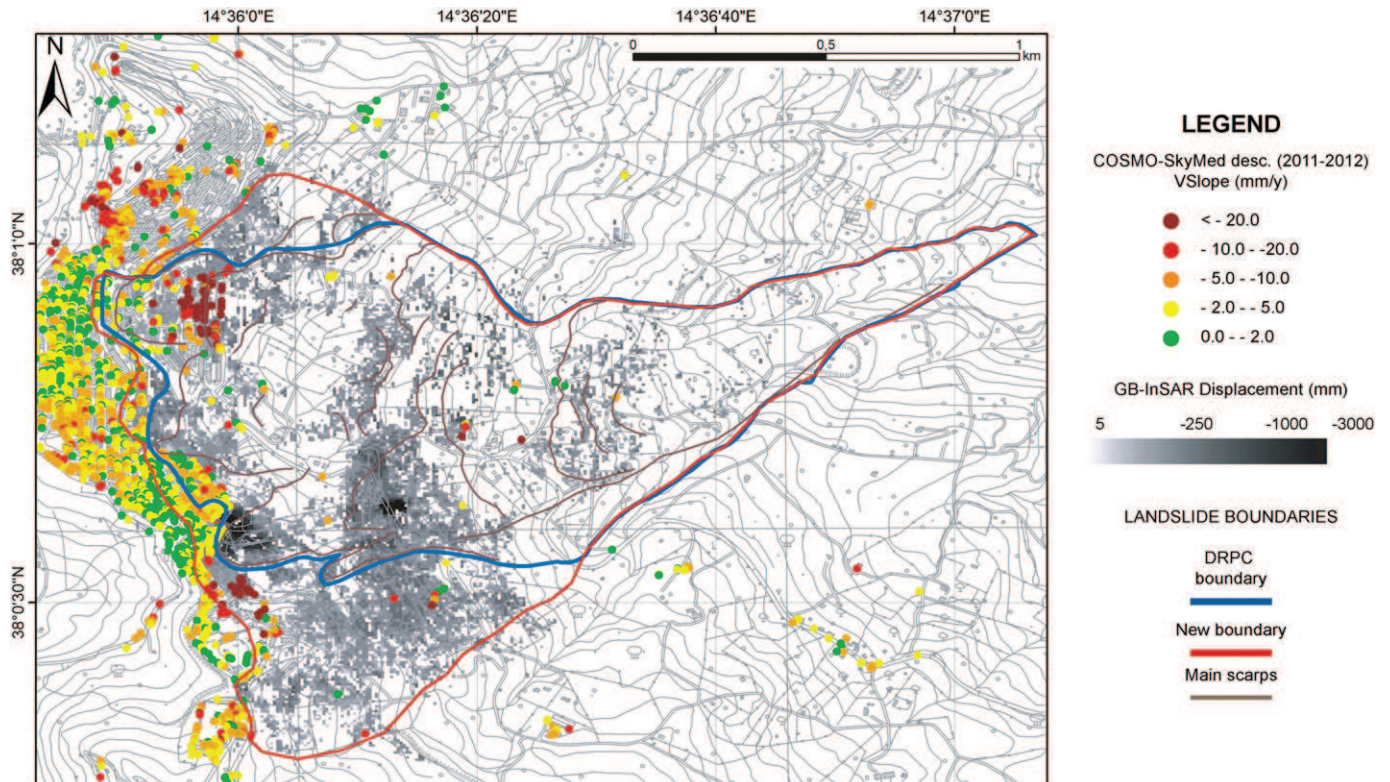 14°36'0"E 14°36'20"E 14°36'40"E 14°37'0"E
N
0 0,5 1
km
38°1'0"N
38°0'30"N
LEGEND
COSMO-SkyMed desc. (2011-2012)
VSlope (mm/y)
< - 20.0
- 10.0 --20.0
- 5.0 - -10.0
- 2.0 - - 5.0
0.0 - - 2.0
GB-InSAR Displacement (mm)
5 -250 -1000 -3000
LANDSLIDE BOUNDARIES
DRPC
boundary
New boundary
Main scarps